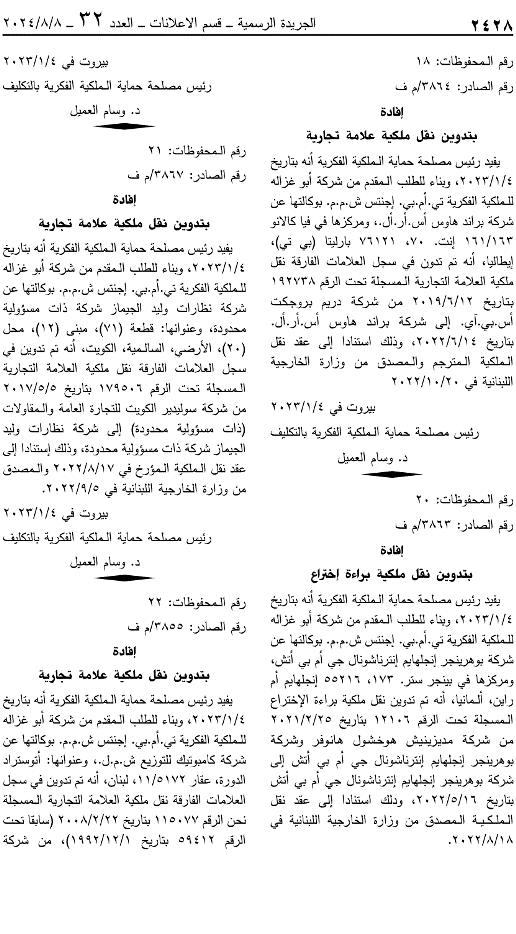 ٢٤٢٨
الجريدة الرسمية ــ قسم الاعلانات ــ العدد ٣٢ ــ ٢٠٢٤/٨/٨
رقم المحفوظات: ١٨
رقم الصادر: ٣٨٦٤/م ف
إفادة
بتدوين نقل ملكية علامة تجارية
يفيد رئيس مصلحة حماية الملكية الفكرية أنه بتاريخ
٢٠٢٣/١/٤، وبناء للطلب المقدم من شركة أبو غزاله
للملكية الفكرية تي.أم.بي. إجنتس ش.م.م. بوكالتها عن
شركة براند هاوس أس.أر.أل.، ومركزها في فيا كالاتو
١٦١/١٦٣ إنت. ٧٠، ٧٦١٢١ بارليتا (بي تي)،
إيطاليا، أنه تم تدون في سجل العلامات الفارقة نقل
ملكية العلامة التجارية المسجلة تحت الرقم ١٩٢٧٣٨
بتاريخ ٢٠١٩/٦/١٢ من شركة دريم بروجكت
أس.بي.أي. إلى شركة براند هاوس أس.أر.أل.
بتاريخ ٢٠٢٢/٦/١٤، وذلك استنادا إلى عقد نقل
الملكية المترجم والمصدق من وزارة الخارجية
اللبنانية في ٢٠٢٢/١٠/٢٠
بيروت في ٢٠٢٣/١/٤
رئيس مصلحة حماية الملكية الفكرية بالتكليف
د. وسام العميل
رقم المحفوظات: ٢٠
رقم الصادر: ٣٨٦٣/م ف
إفادة
بتدوين نقل ملكية براءة إختراع
يفيد رئيس مصلحة حماية الملكية الفكرية أنه بتاريخ
٢٠٢٣/١/٤، وبناء للطلب المقدم من شركة أبو غزاله
للملكية الفكرية تي.أم.بي. إجنتس ش.م.م. بوكالتها عن
شركة بوهرينجر إنجلهايم إنترناشونال جي أم بي أتش،
ومركزها في بينجر ستر. ١٧٣، ٥٥٢١٦ إنجلهايم أم
راين، ألمانيا، أنه تم تدوين نقل ملكية براءة الإختراع
المسجلة تحت الرقم ١٢١٠٦ بتاريخ ٢٠٢١/٢/٢٥
من شركة مديزينيش هوخشول هانوفر وشركة
بوهرينجر إنجلهايم إنترناشونال جي أم بي أتش إلى
شركة بوهرينجر إنجلهايم إنترناشونال جي أم بي أتش
بتاريخ ٢٠٢٢/٥/١٦، وذلك استنادا إلى عقد نقل
الملكية المصدق من وزارة الخارجية اللبنانية في
٢٠٢٢/٨/١٨.
بيروت في ٢٠٢٣/١/٤
رئيس مصلحة حماية الملكية الفكرية بالتكليف
د. وسام العميل
رقم المحفوظات: ٢١
رقم الصادر: ٣٨٦٧/م ف
إفادة
بتدوين نقل ملكية علامة تجارية
يفيد رئيس مصلحة حماية الملكية الفكرية أنه بتاريخ
٢٠٢٣/١/٤، وبناء للطلب المقدم من شركة أبو غزاله
للملكية الفكرية تي.أم.بي. إجنتس ش.م.م. بوكالتها عن
شركة نظارات وليد الجيماز شركة ذات مسؤولية
محدودة، وعنوانها: قطعة (٧١)، مبنى (١٢)، محل
(٢٠)، الأرضي، السالمية، الكويت، أنه تم تدوين في
سجل العلامات الفارقة نقل ملكية العلامة التجارية
المسجلة تحت الرقم ١٧٩٥٠٦ بتاريخ ٢٠١٧/٥/٥
من شركة سوليدير الكويت للتجارة العامة والمقاولات
(ذات مسؤولية محدودة) إلى شركة نظارات وليد
الجيماز شركة ذات مسؤولية محدودة، وذلك إستنادا إلى
عقد نقل الملكية المؤرخ في ٢٠٢٢/٨/١٧ والمصدق
من وزارة الخارجية اللبنانية في ٢٠٢٢/٩/٥.
بيروت في ٢٠٢٣/١/٤
رئيس مصلحة حماية الملكية الفكرية بالتكليف
د. وسام العميل
رقم المحفوظات: ٢٢
رقم الصادر: ٣٨٥٥/م ف
إفادة
بتدوين نقل ملكية علامة تجارية
يفيد رئيس مصلحة حماية الملكية الفكرية أنه بتاريخ
٢٠٢٣/١/٤، وبناء للطلب المقدم من شركة أبو غزاله
للملكية الفكرية تي.أم.بي. إجنتس ش.م.م. بوكالتها عن
شركة كامبوتيك للتوزيع ش.م.ل.، وعنوانها: أوتوستراد
الدورة، عقار ١١/٥١٧٢، لبنان، أنه تم تدوين في سجل
العلامات الفارقة نقل ملكية العلامة التجارية المسجلة
نحن الرقم ١١٥٠٧٧ بتاريخ ٢٠٠٨/٢/٢٢ (سابقا تحت
الرقم ٥٩٤١٢ بتاريخ ١٩٩٢/١٢/١)، من شركة